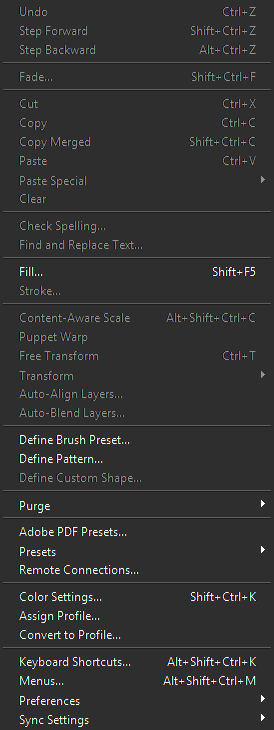 Undo Ctrl+Z
Step Forward Shift+Ctrl+Z
Step Backward Alt+Ctrl+Z
Fade... Shift+Ctrl+F
Cut Ctrl+X
Copy Ctrl+C
Copy Merged Shift+Ctrl+C
Paste Ctrl+V
Paste Special
Clear
Check Spelling...
Find and Replace Text...
Fill... Shift+F5
Stroke...
Content-Aware Scale Alt+Shift+Ctrl+C
Puppet Warp
Free Transform Ctrl+T
Transform
Auto-Align Layers...
Auto-Blend Layers...
Define Brush Preset...
Define Pattern...
Define Custom Shape...
Purge
Adobe PDF Presets...
Presets
Remote Connections...
Color Settings... Shift+Ctrl+K
Assign Profile...
Convert to Profile...
Keyboard Shortcuts... Alt+Shift+Ctrl+K
Menus... Alt+Shift+Ctrl+M
Preferences
Sync Settings